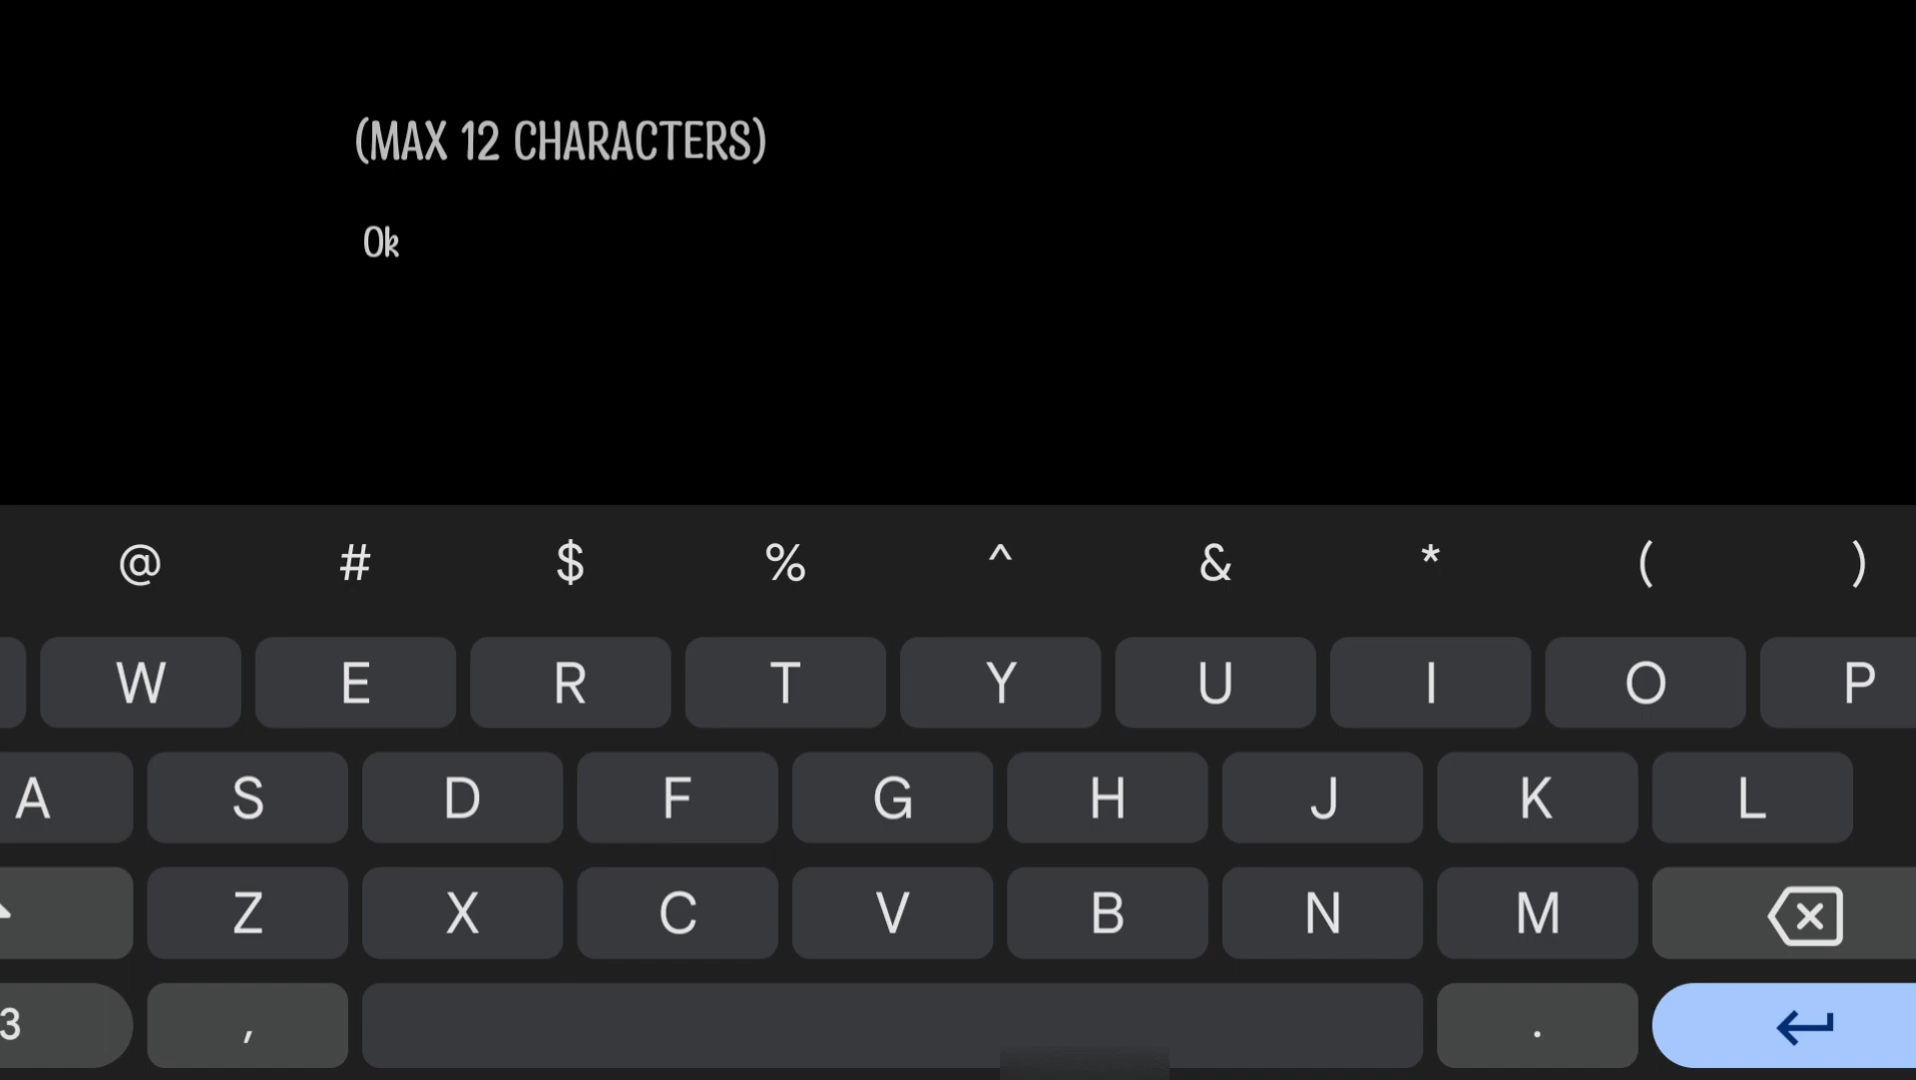 (MAX 12 CHARACTERS)
Ok
@ # $ % ^ & * ( )
W E R T Y U I O P
A S D F G H J K L
Z X C V B N M
3 , .